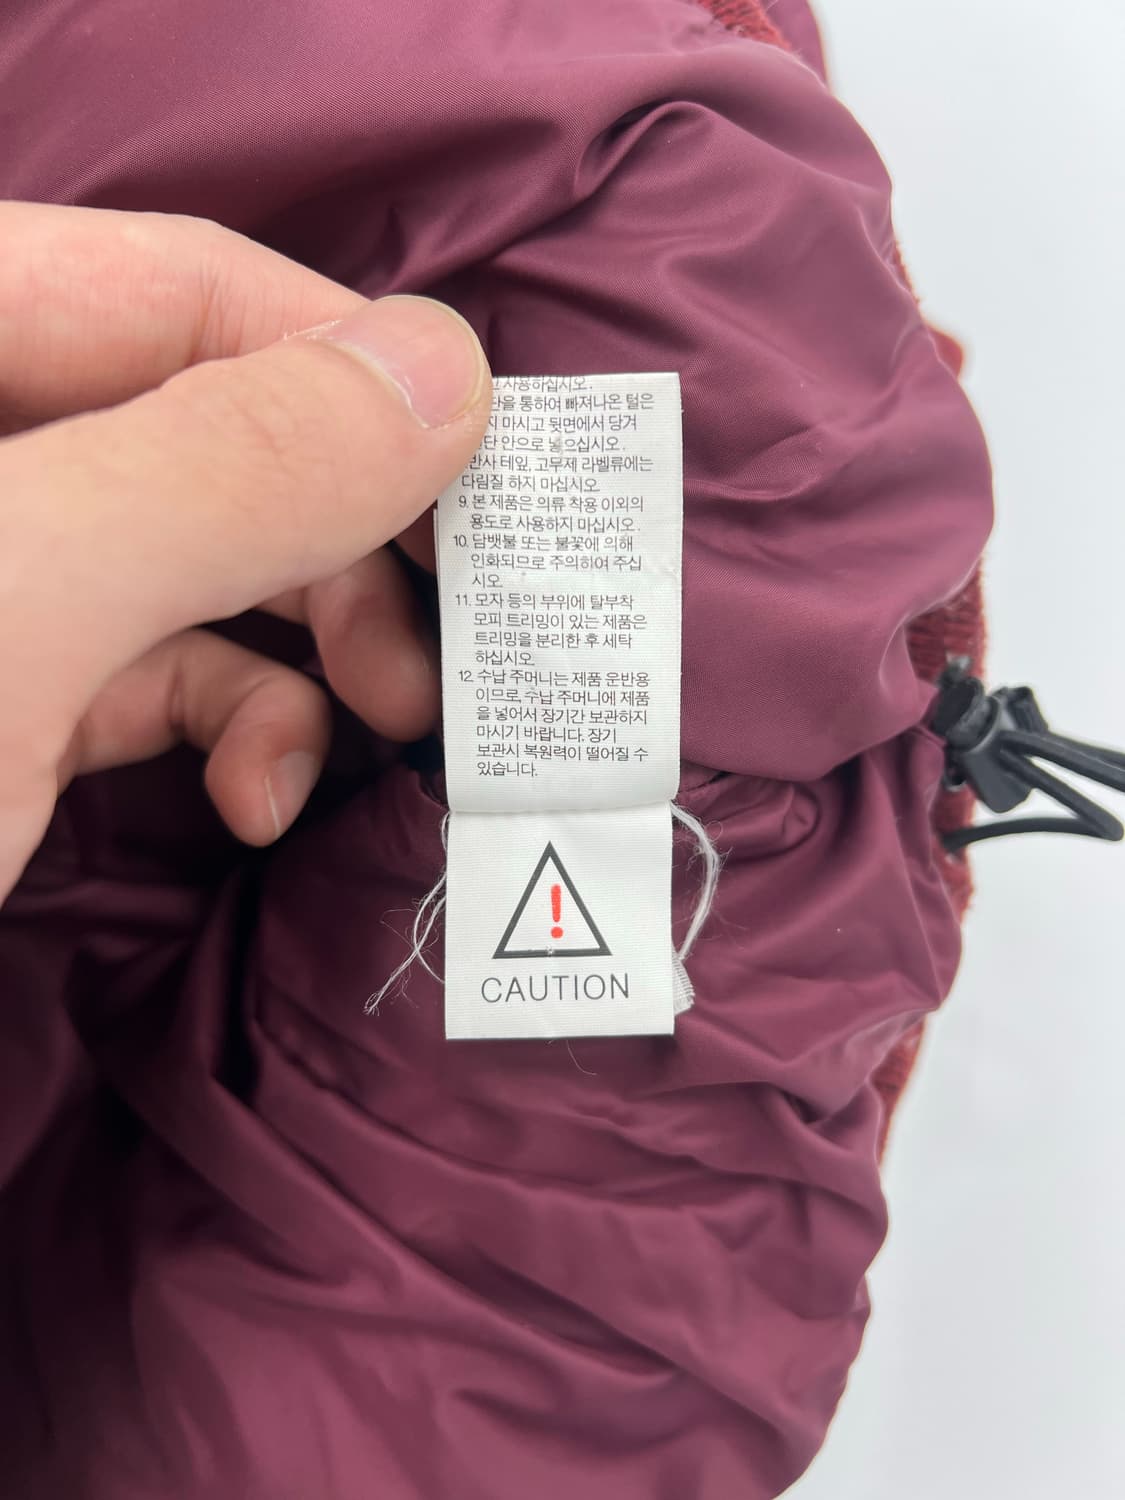 사용하십시오.
통하여 빠져나온 털은
마시고 뒷면에서 당겨
안으로 넣으십시오.
반사 테잎, 고무제 라벨류에는
다림질 하지 마십시오.
9. 본 제품은 의류 착용 이외의
용도로 사용하지 마십시오.
10. 담뱃불 또는 불꽃에 의해
인화되므로 주의하여 주십
시오.
11. 모자 등의 부위에 탈부착
모피 트리밍이 있는 제품은
트리밍을 분리한 후 세탁
하십시오.
12. 수납 주머니는 제품 운반용
이므로, 수납 주머니에 제품
을 넣어서 장기간 보관하지
마시기 바랍니다. 장기
보관시 복원력이 떨어질 수
있습니다.
!
CAUTION